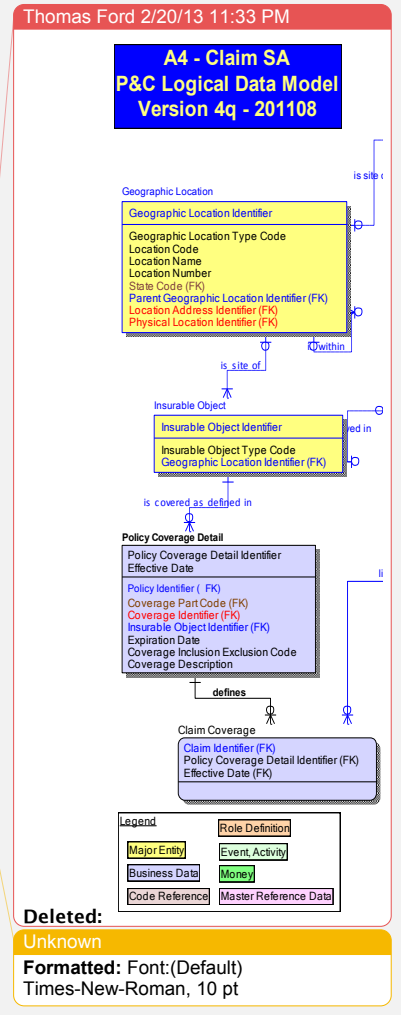 Thomas Ford 2/20/13 11:33 PM
A4 - Claim SA
P&C Logical Data Model
Version 4q - 201108
is site
Geographic Location
Geographic Location Identifier
Geographic Location Type Code
Location Code
Location Name
Location Number
State Code (FK)
Parent Geographic Location Identifier (FK)
Location Address Identifier (FK)
Physical Location Identifier (FK)
within
is site of
Insurable Object
Insurable Object Identifier
ved in
Insurable Object Type Code
Geographic Location Identifier (FK)
is covered as defined in
Policy Coverage Detail
Policy Coverage Detail Identifier
Effective Date
Policy Identifier ( FK)
Coverage Part Code (FK)
Coverage Identifier (FK)
Insurable Object Identifier (FK)
Expiration Date
Coverage Inclusion Exclusion Code
Coverage Description
li
defines
Claim Coverage
Claim Identifier (FK)
Policy Coverage Detail Identifier (FK)
Effective Date (FK)
Legend
Role Definition
Major Entity
Event, Activity
Business Data
Money
Code Reference
Master Reference Data
Deleted:
Unknown
Formatted: Font:(Default)
Times-New-Roman, 10 pt